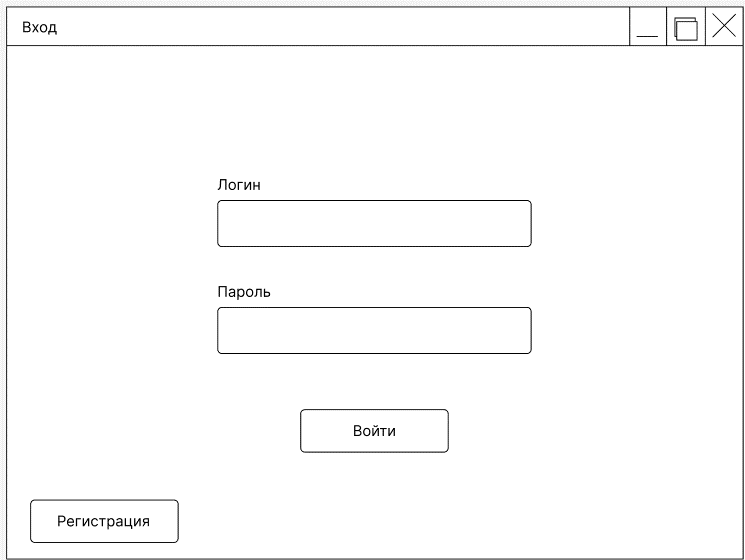 Вход
Логин
Пароль
Войти
Регистрация